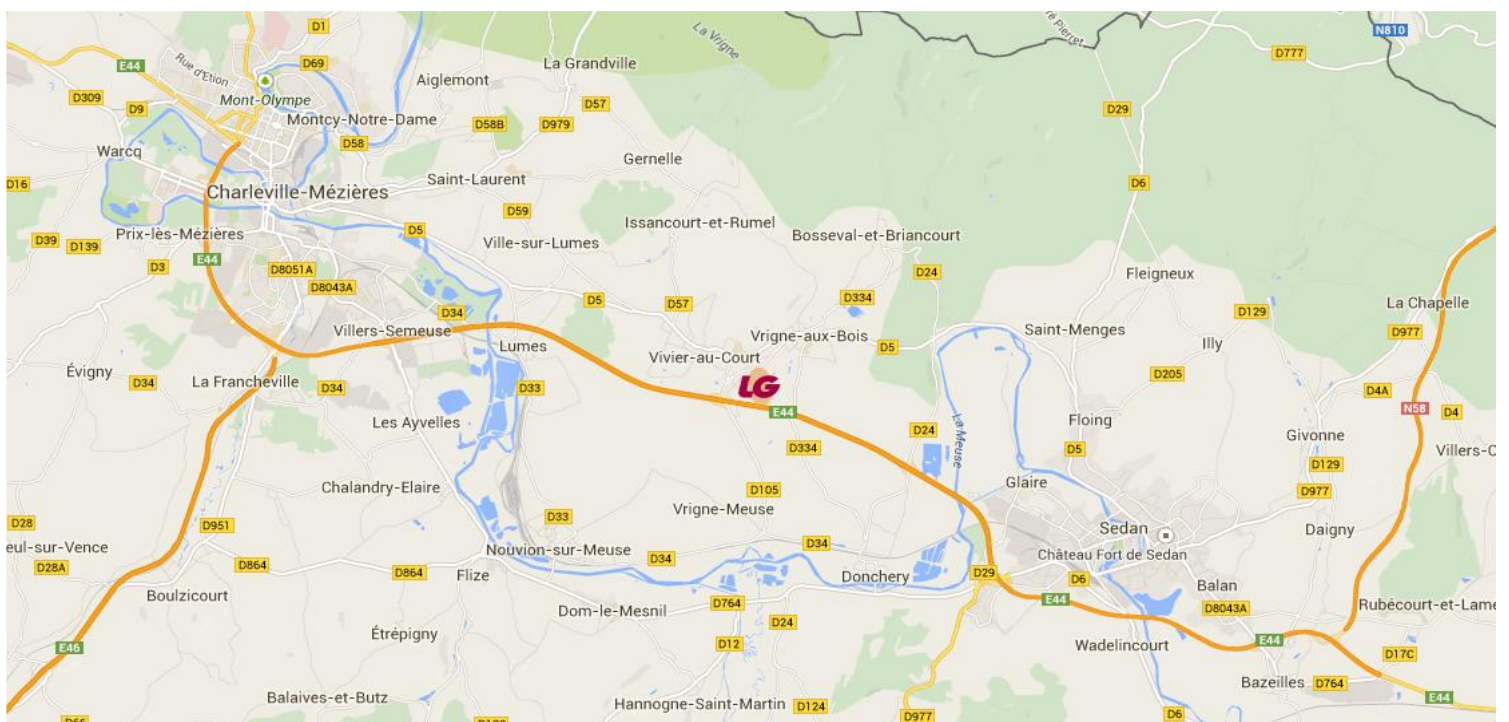 D1
La Vrigne
N810
D777
La Grandville
E44
Rue d'Etion
D69
Aiglemont
D309
Mont-Olympe
D57
D29
D9
Montcy-Notre-Dame
D58B
D979
D58
Warcq
Gernelle
Saint-Laurent
D16
D6
Charleville-Mézières
D59
Issancourt-et-Rumel
D5
Prix-lès-Mézières
Ville-sur-Lumes
Bosseval-et-Briancourt
D39
D139
E44
D3
D8051A
D24
Fleigneux
D8043A
D5
D57
D334
La Chapelle
D34
D129
Villers-Semeuse
Vrigne-aux-Bois
Saint-Menges
D977
Lumes
D5
Illy
Vivier-au-Court
Évigny
D34
La Francheville
D34
D33
LG
D205
D4A
E44
N58
D4
Les Ayvelles
La Meuse
Floing
D24
Givonne
D334
D5
Villers-C
D129
Chalandry-Elaire
D105
Glaire
D977
Vrigne-Meuse
D28
D951
D33
Sedan
Daigny
eul-sur-Vence
Nouvion-sur-Meuse
D34
D34
Château Fort de Sedan
D28A
D864
D864
Flize
Donchery
D29
D6
Balan
Boulzicourt
Dom-le-Mesnil
D764
E44
D8043A
Rubécourt-et-Lame
D24
Étrépigny
D12
E44
E46
Wadelincourt
D17C
Bazeilles
D764
Balaives-et-Butz
Hannogne-Saint-Martin
D124
E44
D977
D6